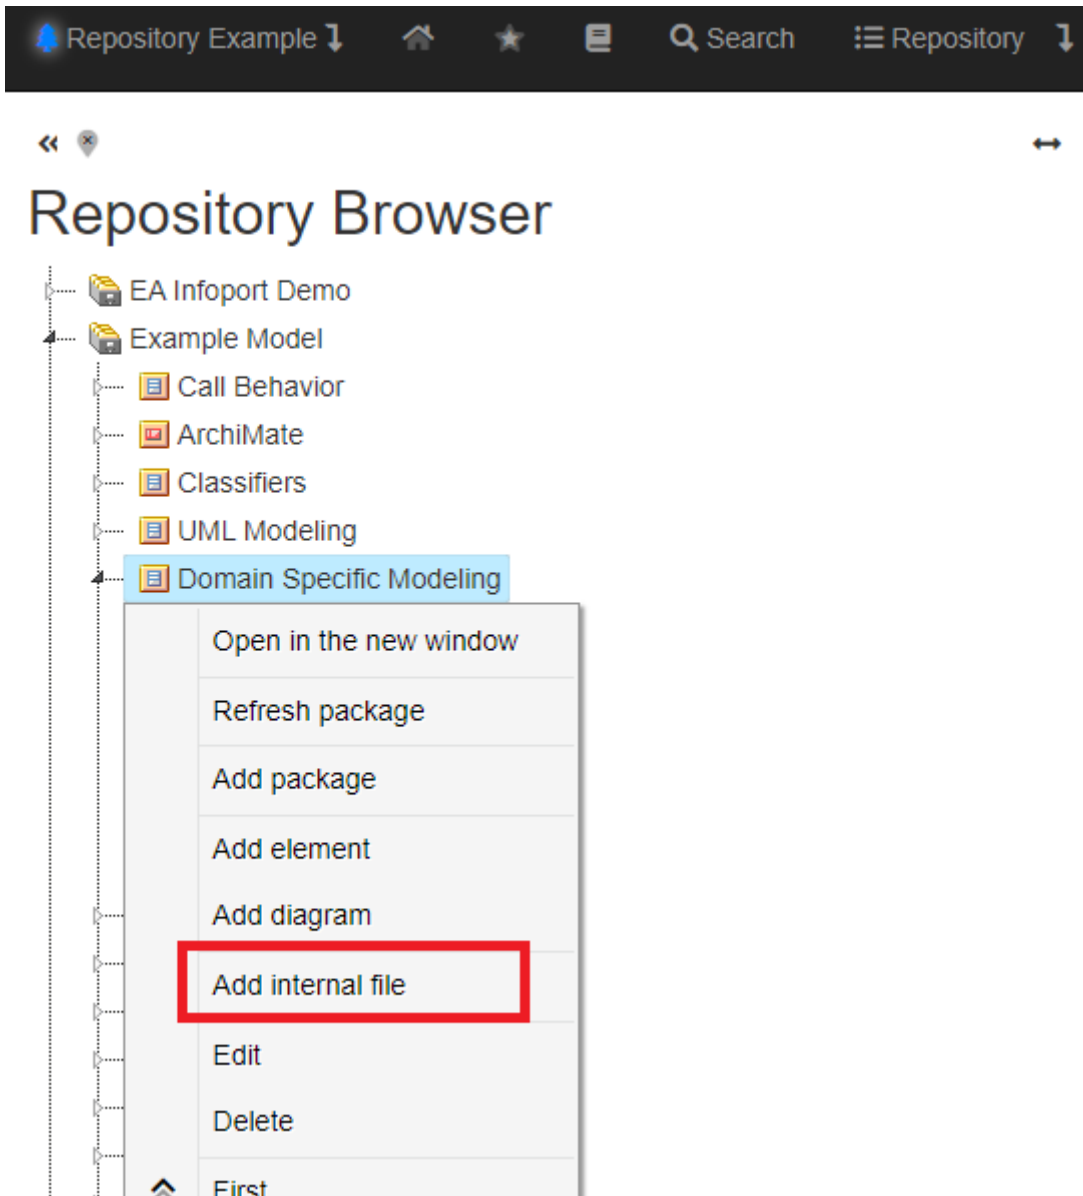 Repository Example Search Repository
Repository Browser
EA Infoport Demo
Example Model
Call Behavior
ArchiMate
Classifiers
UML Modeling
Domain Specific Modeling
Open in the new window
Refresh package
Add package
Add element
Add diagram
Add internal file
Edit
Delete
First